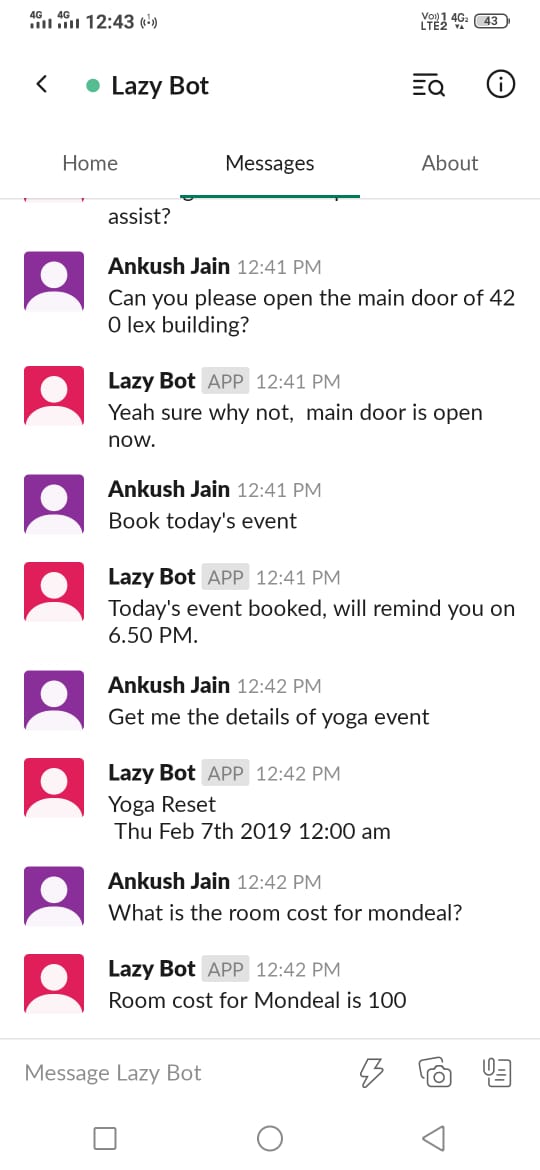 4G 4G 12:43 Vo)) 1 4G2 43
LTE2
Lazy Bot
Home Messages About
assist?
Ankush Jain 12:41 PM
Can you please open the main door of 42
0 lex building?
Lazy Bot APP 12:41 PM
Yeah sure why not, main door is open
now.
Ankush Jain 12:41 PM
Book today's event
Lazy Bot APP 12:41 PM
Today's event booked, will remind you on
6.50 PM.
Ankush Jain 12:42 PM
Get me the details of yoga event
Lazy Bot APP 12:42 PM
Yoga Reset
Thu Feb 7th 2019 12:00 am
Ankush Jain 12:42 PM
What is the room cost for mondeal?
Lazy Bot APP 12:42 PM
Room cost for Mondeal is 100
Message Lazy Bot